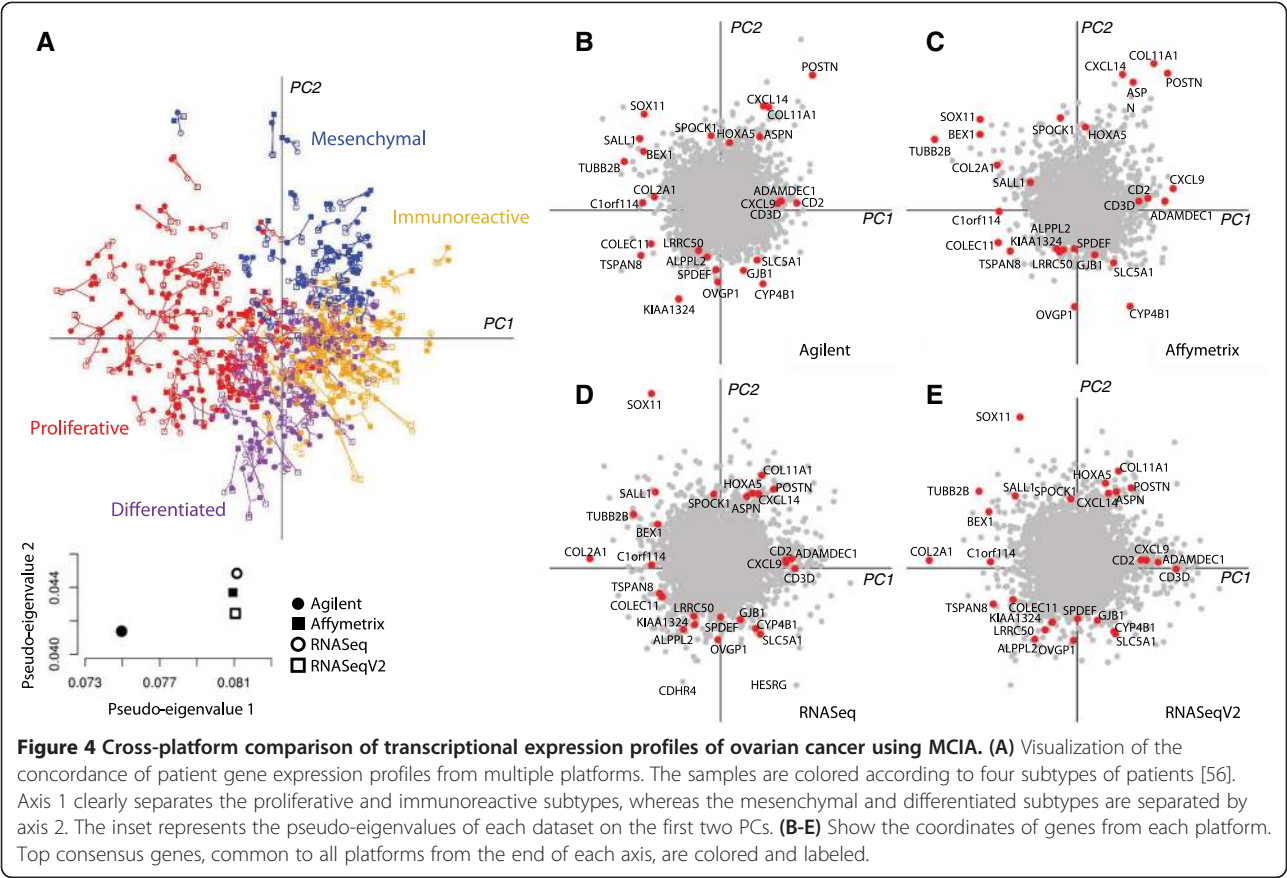 A
PC2
Mesenchymal
Immunoreactive
PC1
Proliferative
Differentiated
Pseudo-eigenvalue 2
0.044
0.040
0.073 0.077 0.081
Pseudo-eigenvalue 1
Agilent
Affymetrix
RNASeq
RNASeqV2
B
PC2
POSTN
SOX11
CXCL14
COL11A1
SPOCK1
HOXA5
ASPN
SALL1
BEX1
TUBB2B
COL2A1
ADAMDEC1
C1orf114
CXCL9
CD2
CD3D
PC1
COLEC11
LRRC50
TSPAN8
ALPPL2
SLC5A1
SPDEF
GJB1
OVGP1
CYP4B1
KIAA1324
Agilent
C
PC2
COL11A1
CXCL14
POSTN
ASP
N
SOX11
SPOCK1
HOXA5
BEX1
TUBB2B
COL2A1
SALL1
CXCL9
CD2
CD3D
ADAMDEC1
C1orf114
PC1
ALPPL2
COLEC11
KIAA1324
SPDEF
TSPAN8
LRRC50
GJB1
SLC5A1
OVGP1
CYP4B1
Affymetrix
D
PC2
SOX11
COL11A1
HOXA5
POSTN
SALL1
SPOCK1
CXCL14
ASPN
TUBB2B
BEX1
COL2A1
C1orf114
CD2
ADAMDEC1
CXCL9
CD3D
PC1
TSPAN8
COLEC11
LRRC50
GJB1
KIAA1324
SPDEF
CYP4B1
ALPPL2
SLC5A1
OVGP1
CDHR4
HESRG
RNASeq
E
PC2
SOX11
COL11A1
HOXA5
TUBB2B
SALL1
SPOCK1
POSTN
ASPN
CXCL14
BEX1
COL2A1
C1orf114
CXCL9
CD2
ADAMDEC1
CD3D
PC1
TSPAN8
COLEC11
SPDEF
GJB1
KIAA1324
LRRC50
CYP4B1
SLC5A1
ALPPL2
OVGP1
RNASeqV2
Figure 4 Cross-platform comparison of transcriptional expression profiles of ovarian cancer using MCIA. (A) Visualization of the
concordance of patient gene expression profiles from multiple platforms. The samples are colored according to four subtypes of patients [56].
Axis 1 clearly separates the proliferative and immunoreactive subtypes, whereas the mesenchymal and differentiated subtypes are separated by
axis 2. The inset represents the pseudo-eigenvalues of each dataset on the first two PCs. (B-E) Show the coordinates of genes from each platform.
Top consensus genes, common to all platforms from the end of each axis, are colored and labeled.